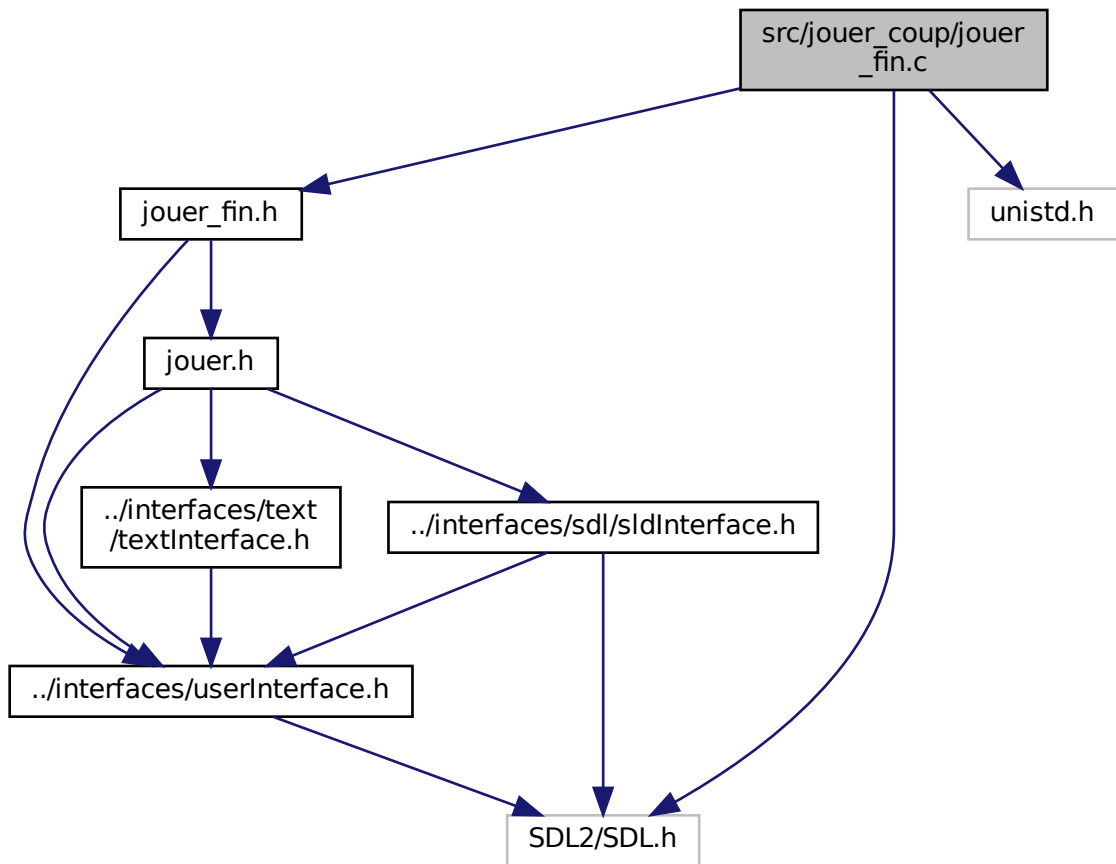 src/jouer_coup/jouer
_fin.c
jouer_fin.h
unistd.h
jouer.h
../interfaces/text
/textInterface.h
../interfaces/sdl/sldInterface.h
../interfaces/userInterface.h
SDL2/SDL.h